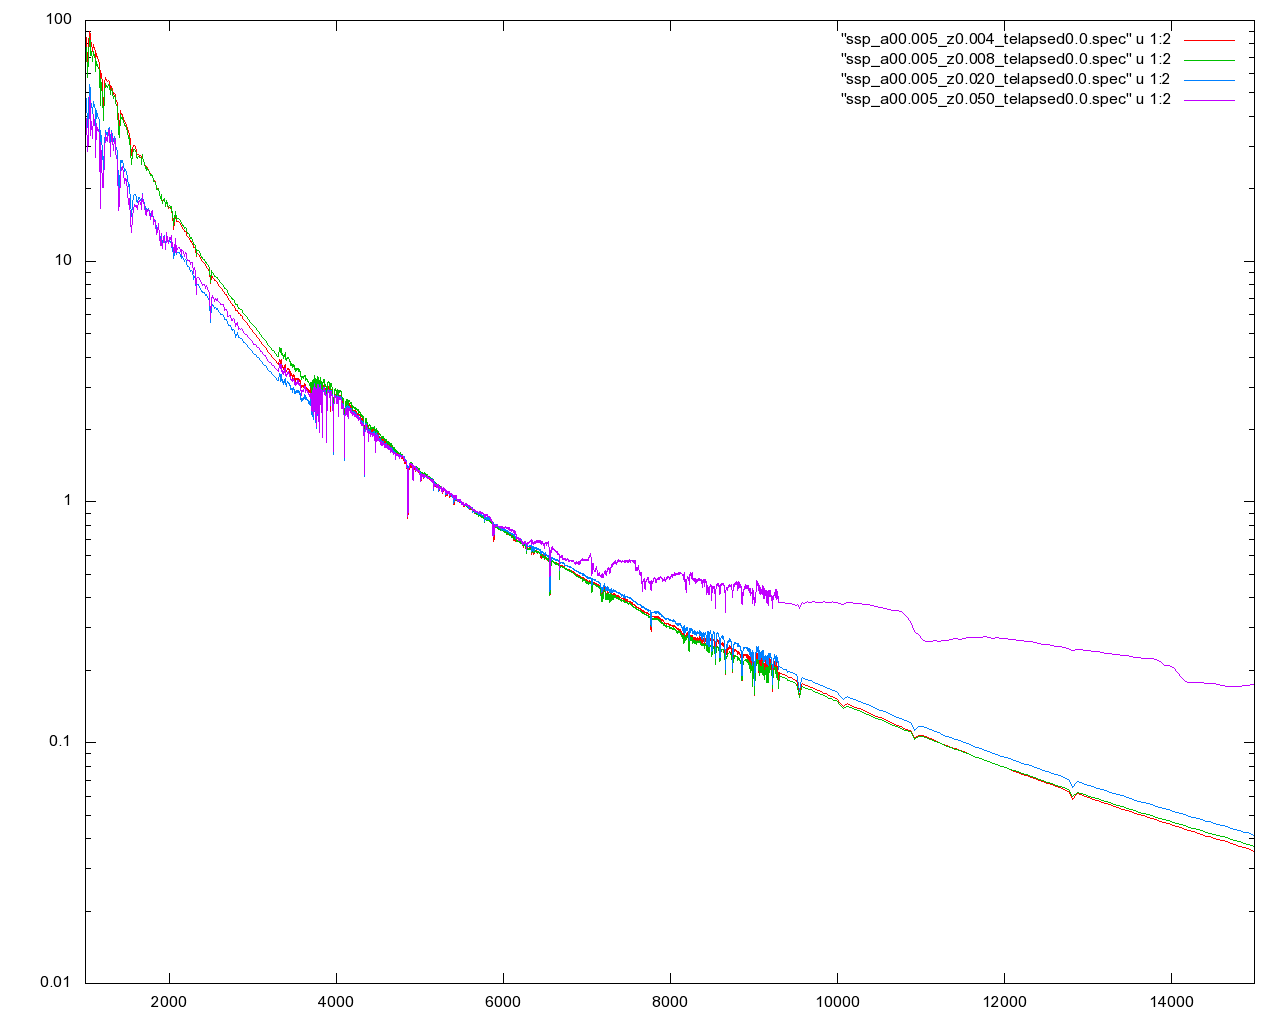 100
"ssp_a00.005_z0.004_telapsed0.0.spec" u 1:2
"ssp_a00.005_z0.008_telapsed0.0.spec" u 1:2
"ssp_a00.005_z0.020_telapsed0.0.spec" u 1:2
"ssp_a00.005_z0.050_telapsed0.0.spec" u 1:2
10
1
0.1
0.01
2000 4000 6000 8000 10000 12000 14000